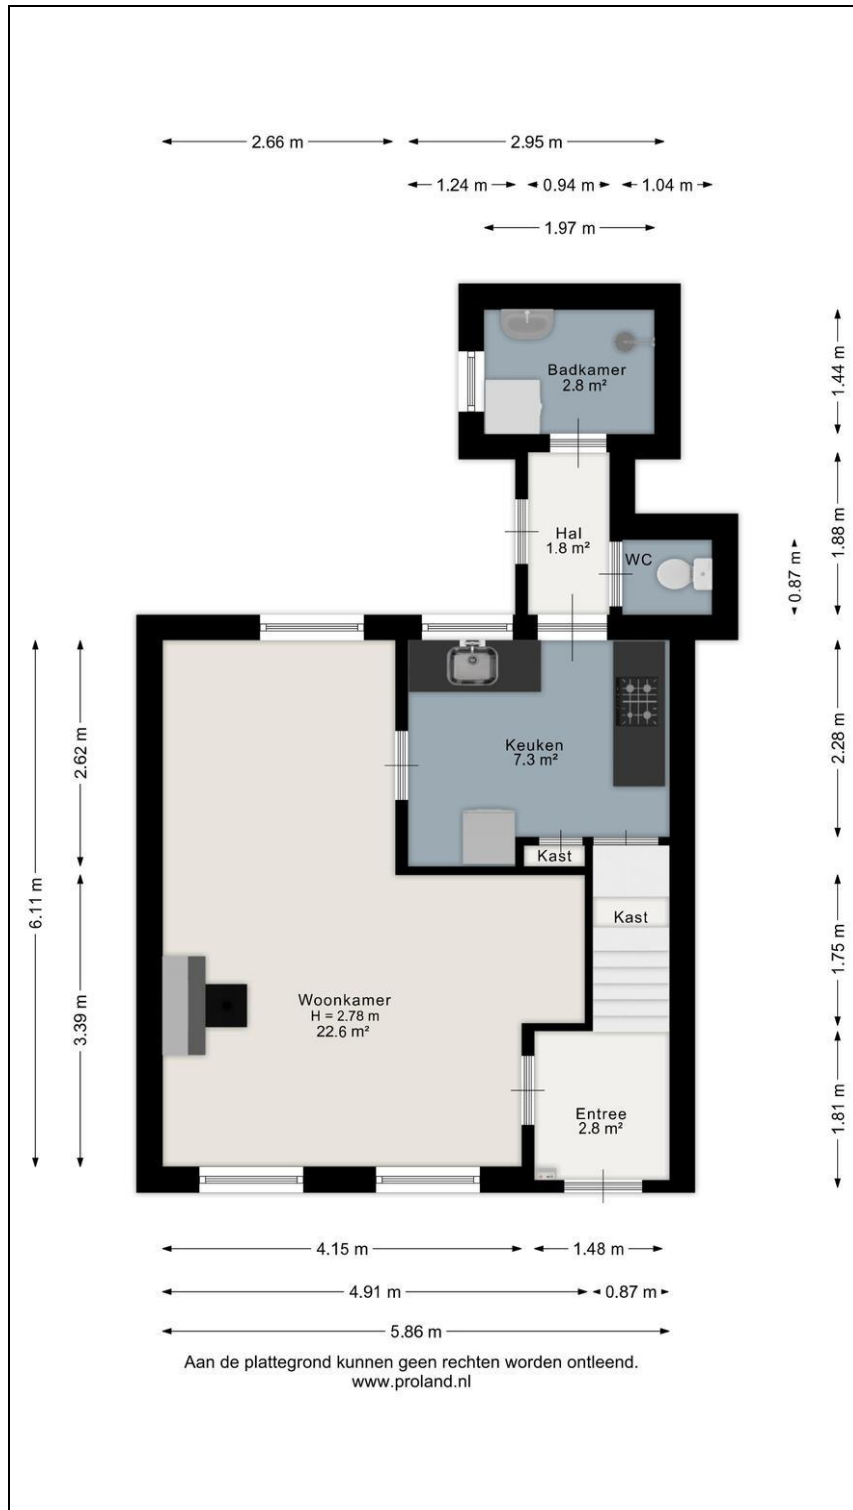 2.66 m
2.95 m
1.24 m
0.94 m
1.04 m
1.97 m
Badkamer
2.8 m²
1.44 m
Hal
1.8 m²
WC
1.88 m
0.87 m
Keuken
7.3 m²
2.28 m
2.62 m
6.11 m
Kast
Kast
1.75 m
Woonkamer
H = 2.78 m
22.6 m²
3.39 m
Entree
2.8 m²
1.81 m
4.15 m
1.48 m
4.91 m
0.87 m
5.86 m
Aan de plattegrond kunnen geen rechten worden ontleend.
www.proland.nl